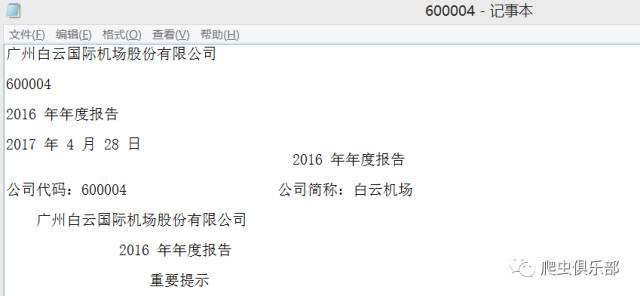 600004 - 记事本
文件(F) 编辑(E) 格式(O) 查看(V) 帮助(H)
广州白云国际机场股份有限公司
600004
2016 年年度报告
2017 年 4 月 28 日
2016 年年度报告
公司代码：600004 公司简称：白云机场
广州白云国际机场股份有限公司
2016 年年度报告
重要提示
爬虫俱乐部